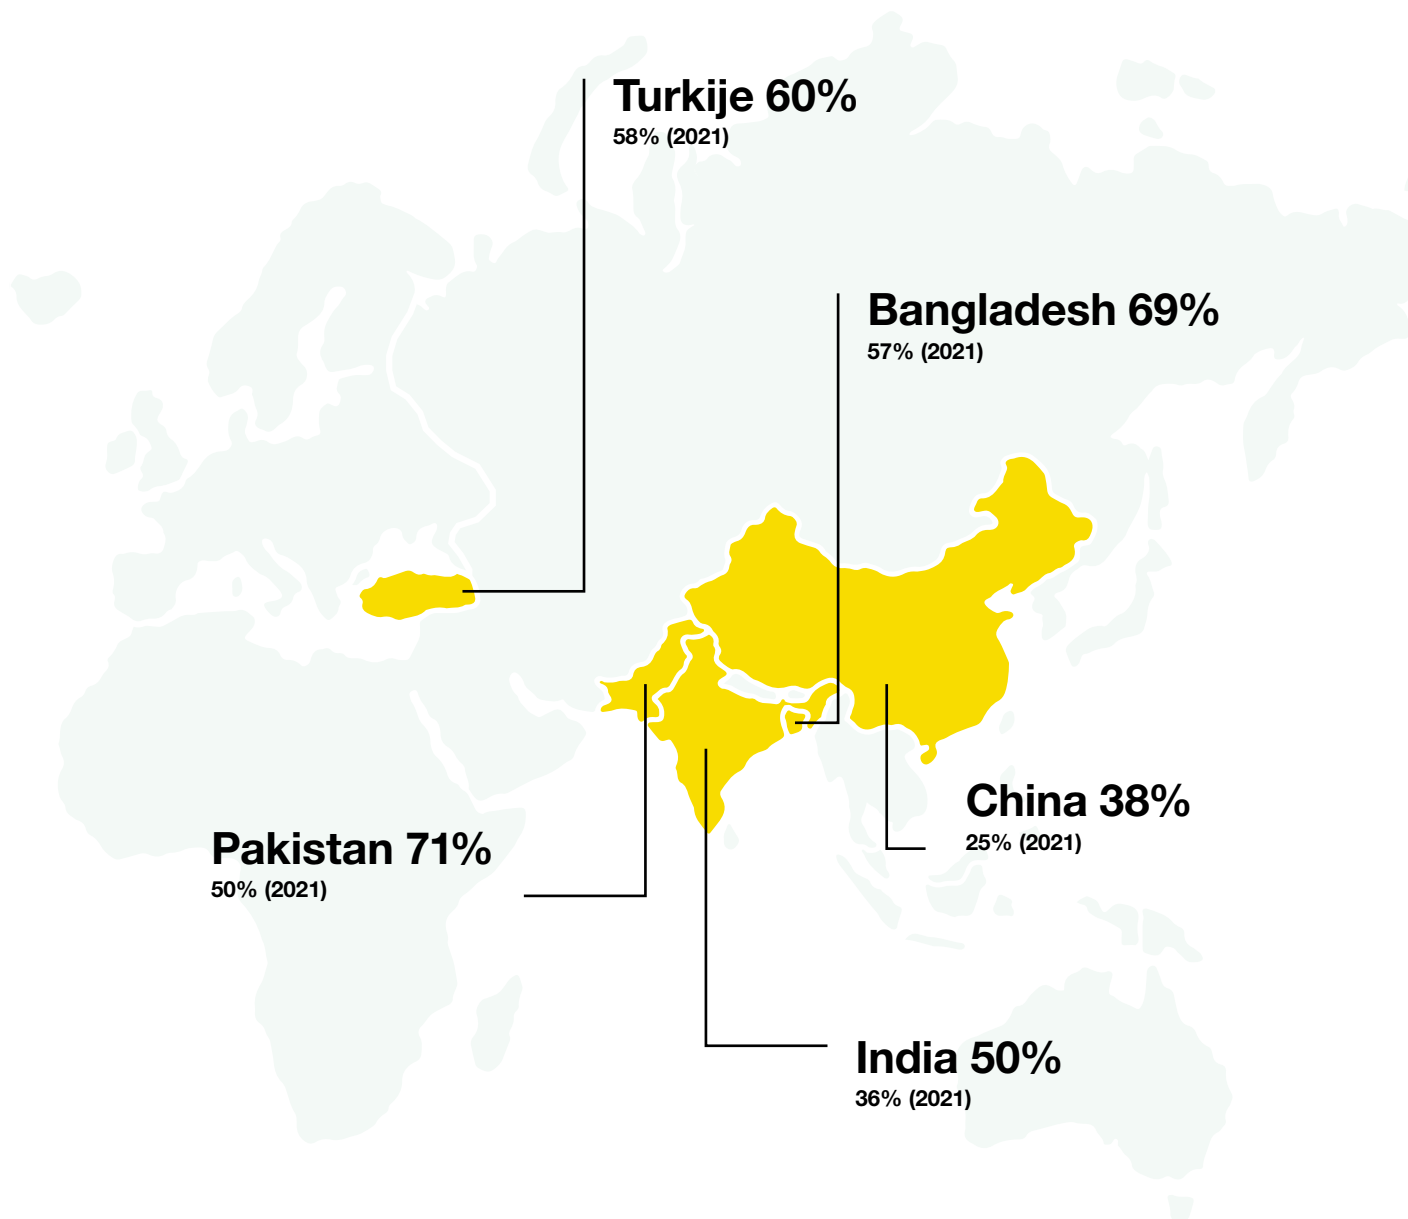 Turkije 60%
58% (2021)
Bangladesh 69%
57% (2021)
China 38%
25% (2021)
Pakistan 71%
50% (2021)
India 50%
36% (2021)